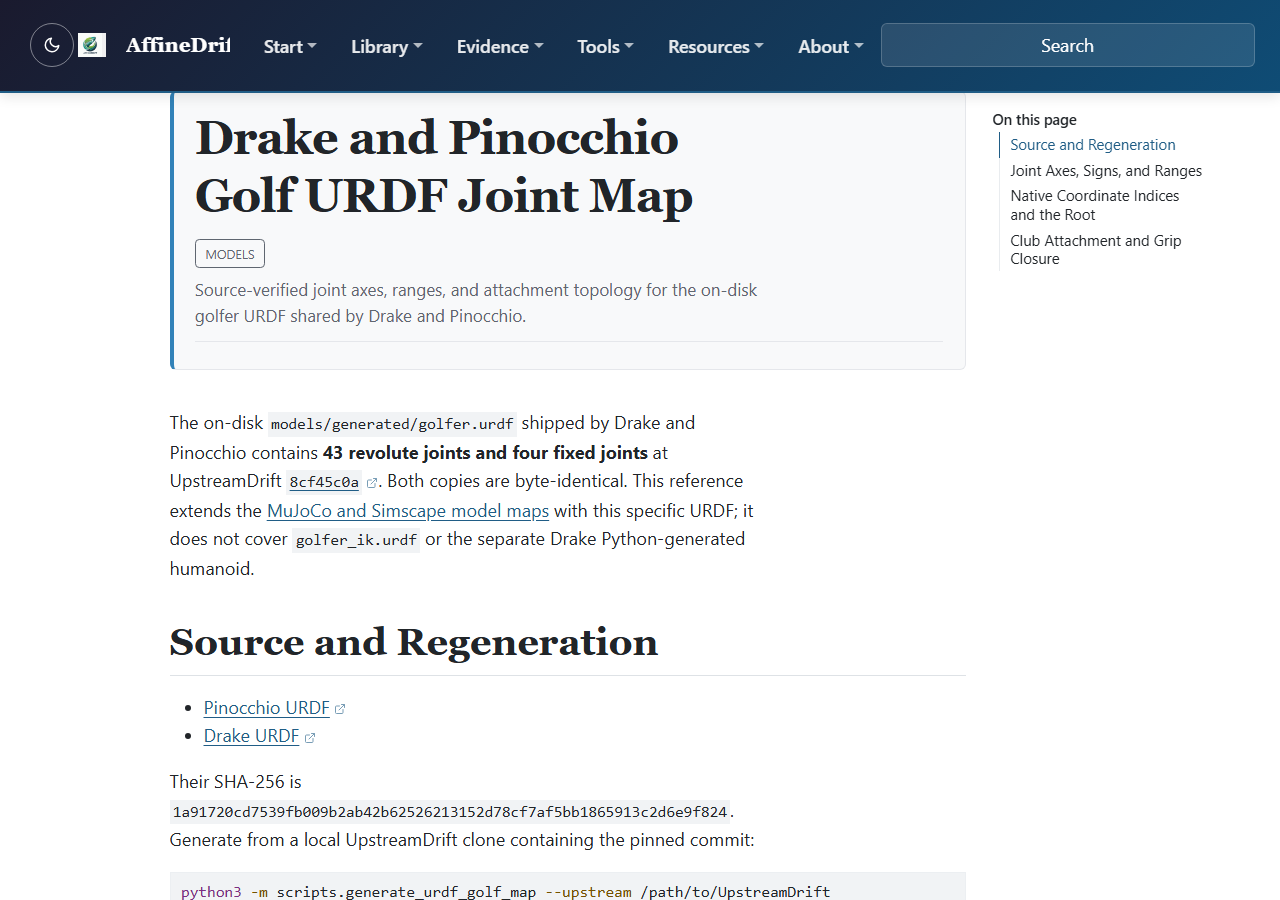 AffineDrif Start Library Evidence Tools Resources About Search
Drake and Pinocchio
Golf URDF Joint Map
MODELS
Source-verified joint axes, ranges, and attachment topology for the on-disk
golfer URDF shared by Drake and Pinocchio.
On this page
Source and Regeneration
Joint Axes, Signs, and Ranges
Native Coordinate Indices
and the Root
Club Attachment and Grip
Closure
The on-disk models/generated/golfer.urdf shipped by Drake and
Pinocchio contains 43 revolute joints and four fixed joints at
UpstreamDrift 8cf45c0a. Both copies are byte-identical. This reference
extends the MuJoCo and Simscape model maps with this specific URDF; it
does not cover golfer_ik.urdf or the separate Drake Python-generated
humanoid.
Source and Regeneration
Pinocchio URDF
Drake URDF
Their SHA-256 is
1a91720cd7539fb009b2ab42b62526213152d78cf7af5bb1865913c2d6e9f824.
Generate from a local UpstreamDrift clone containing the pinned commit:
python3 -m scripts.generate_urdf_golf_map --upstream /path/to/UpstreamDrift